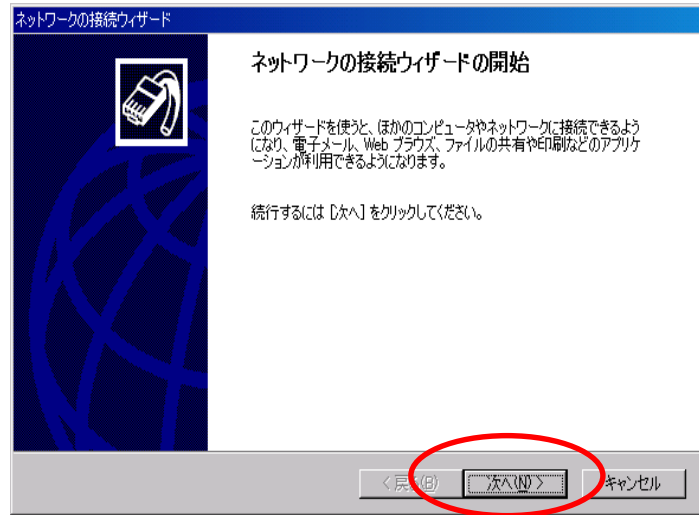 ネットワークの接続ウィザード
ネットワークの接続ウィザードの開始
このウィザードを使うと、ほかのコンピュータやネットワークに接続できるよう
になり、電子メール、Web ブラウズ、ファイルの共有や印刷などのアプリケ
ーションが利用できるようになります。
続行するには [次へ] をクリックしてください。
< 戻る(B) 次へ(N) > キャンセル